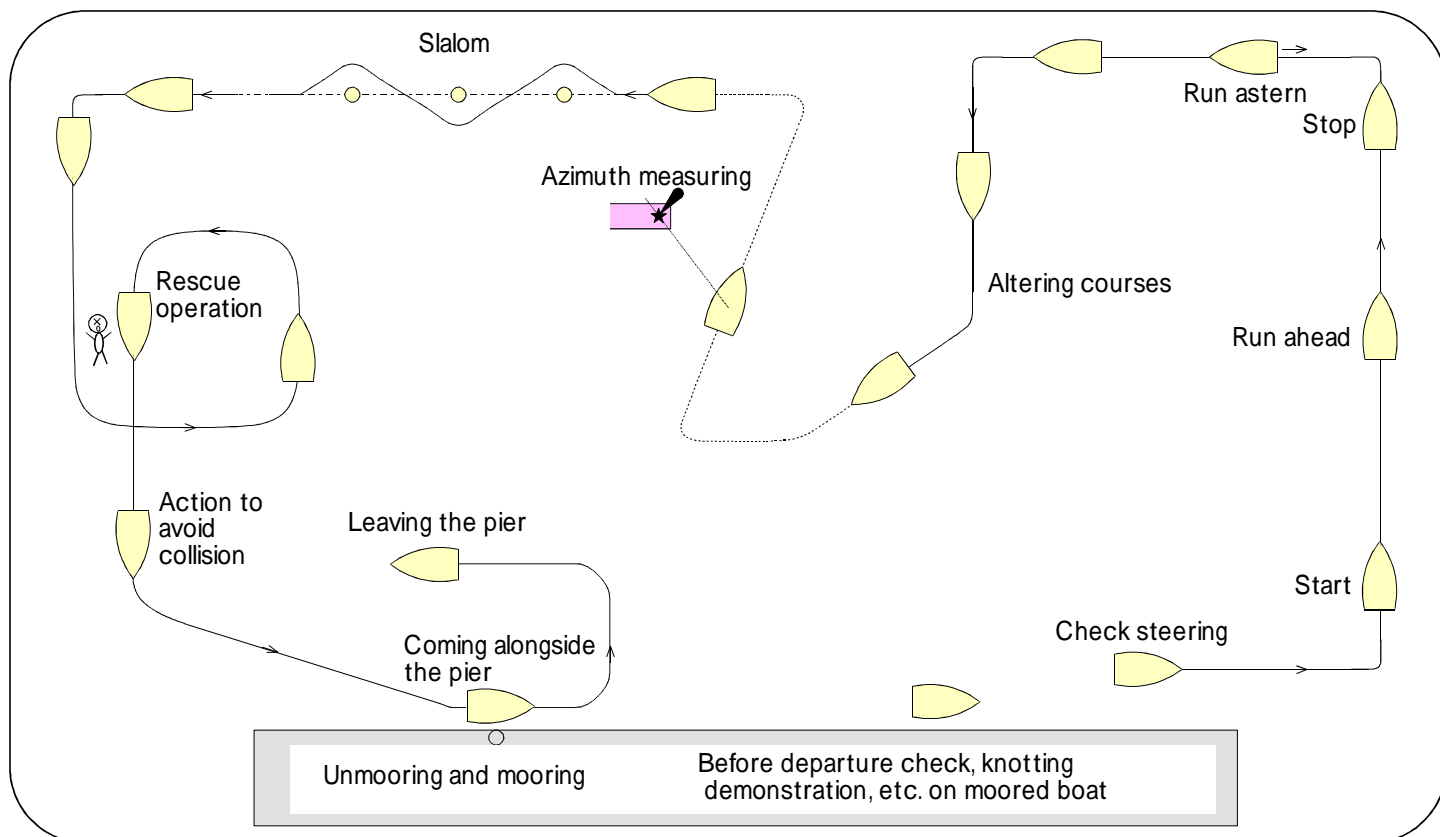 Slalom
Run astern
Stop
Azimuth measuring
Rescue
operation
Altering courses
Run ahead
Action to
avoid
collision
Leaving the pier
Start
Check steering
Coming alongside
the pier
Unmooring and mooring
Before departure check, knotting
demonstration, etc. on moored boat